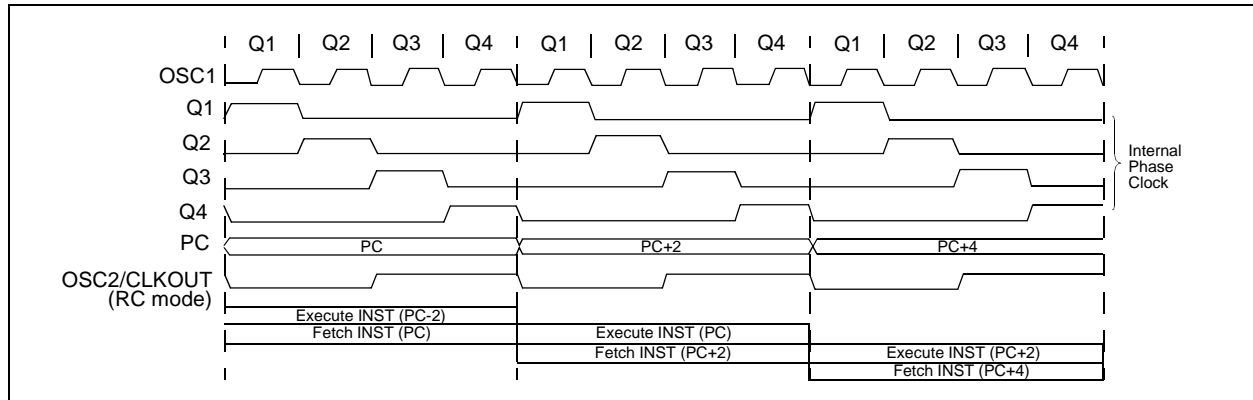 Q1 Q2 Q3 Q4 Q1 Q2 Q3 Q4 Q1 Q2 Q3 Q4
OSC1
Q1
Q2
Q3
Q4
Internal
Phase
Clock
PC PC PC+2 PC+4
OSC2/CLKOUT
(RC mode)
Execute INST (PC-2)
Fetch INST (PC) Execute INST (PC)
Fetch INST (PC+2) Execute INST (PC+2)
Fetch INST (PC+4)